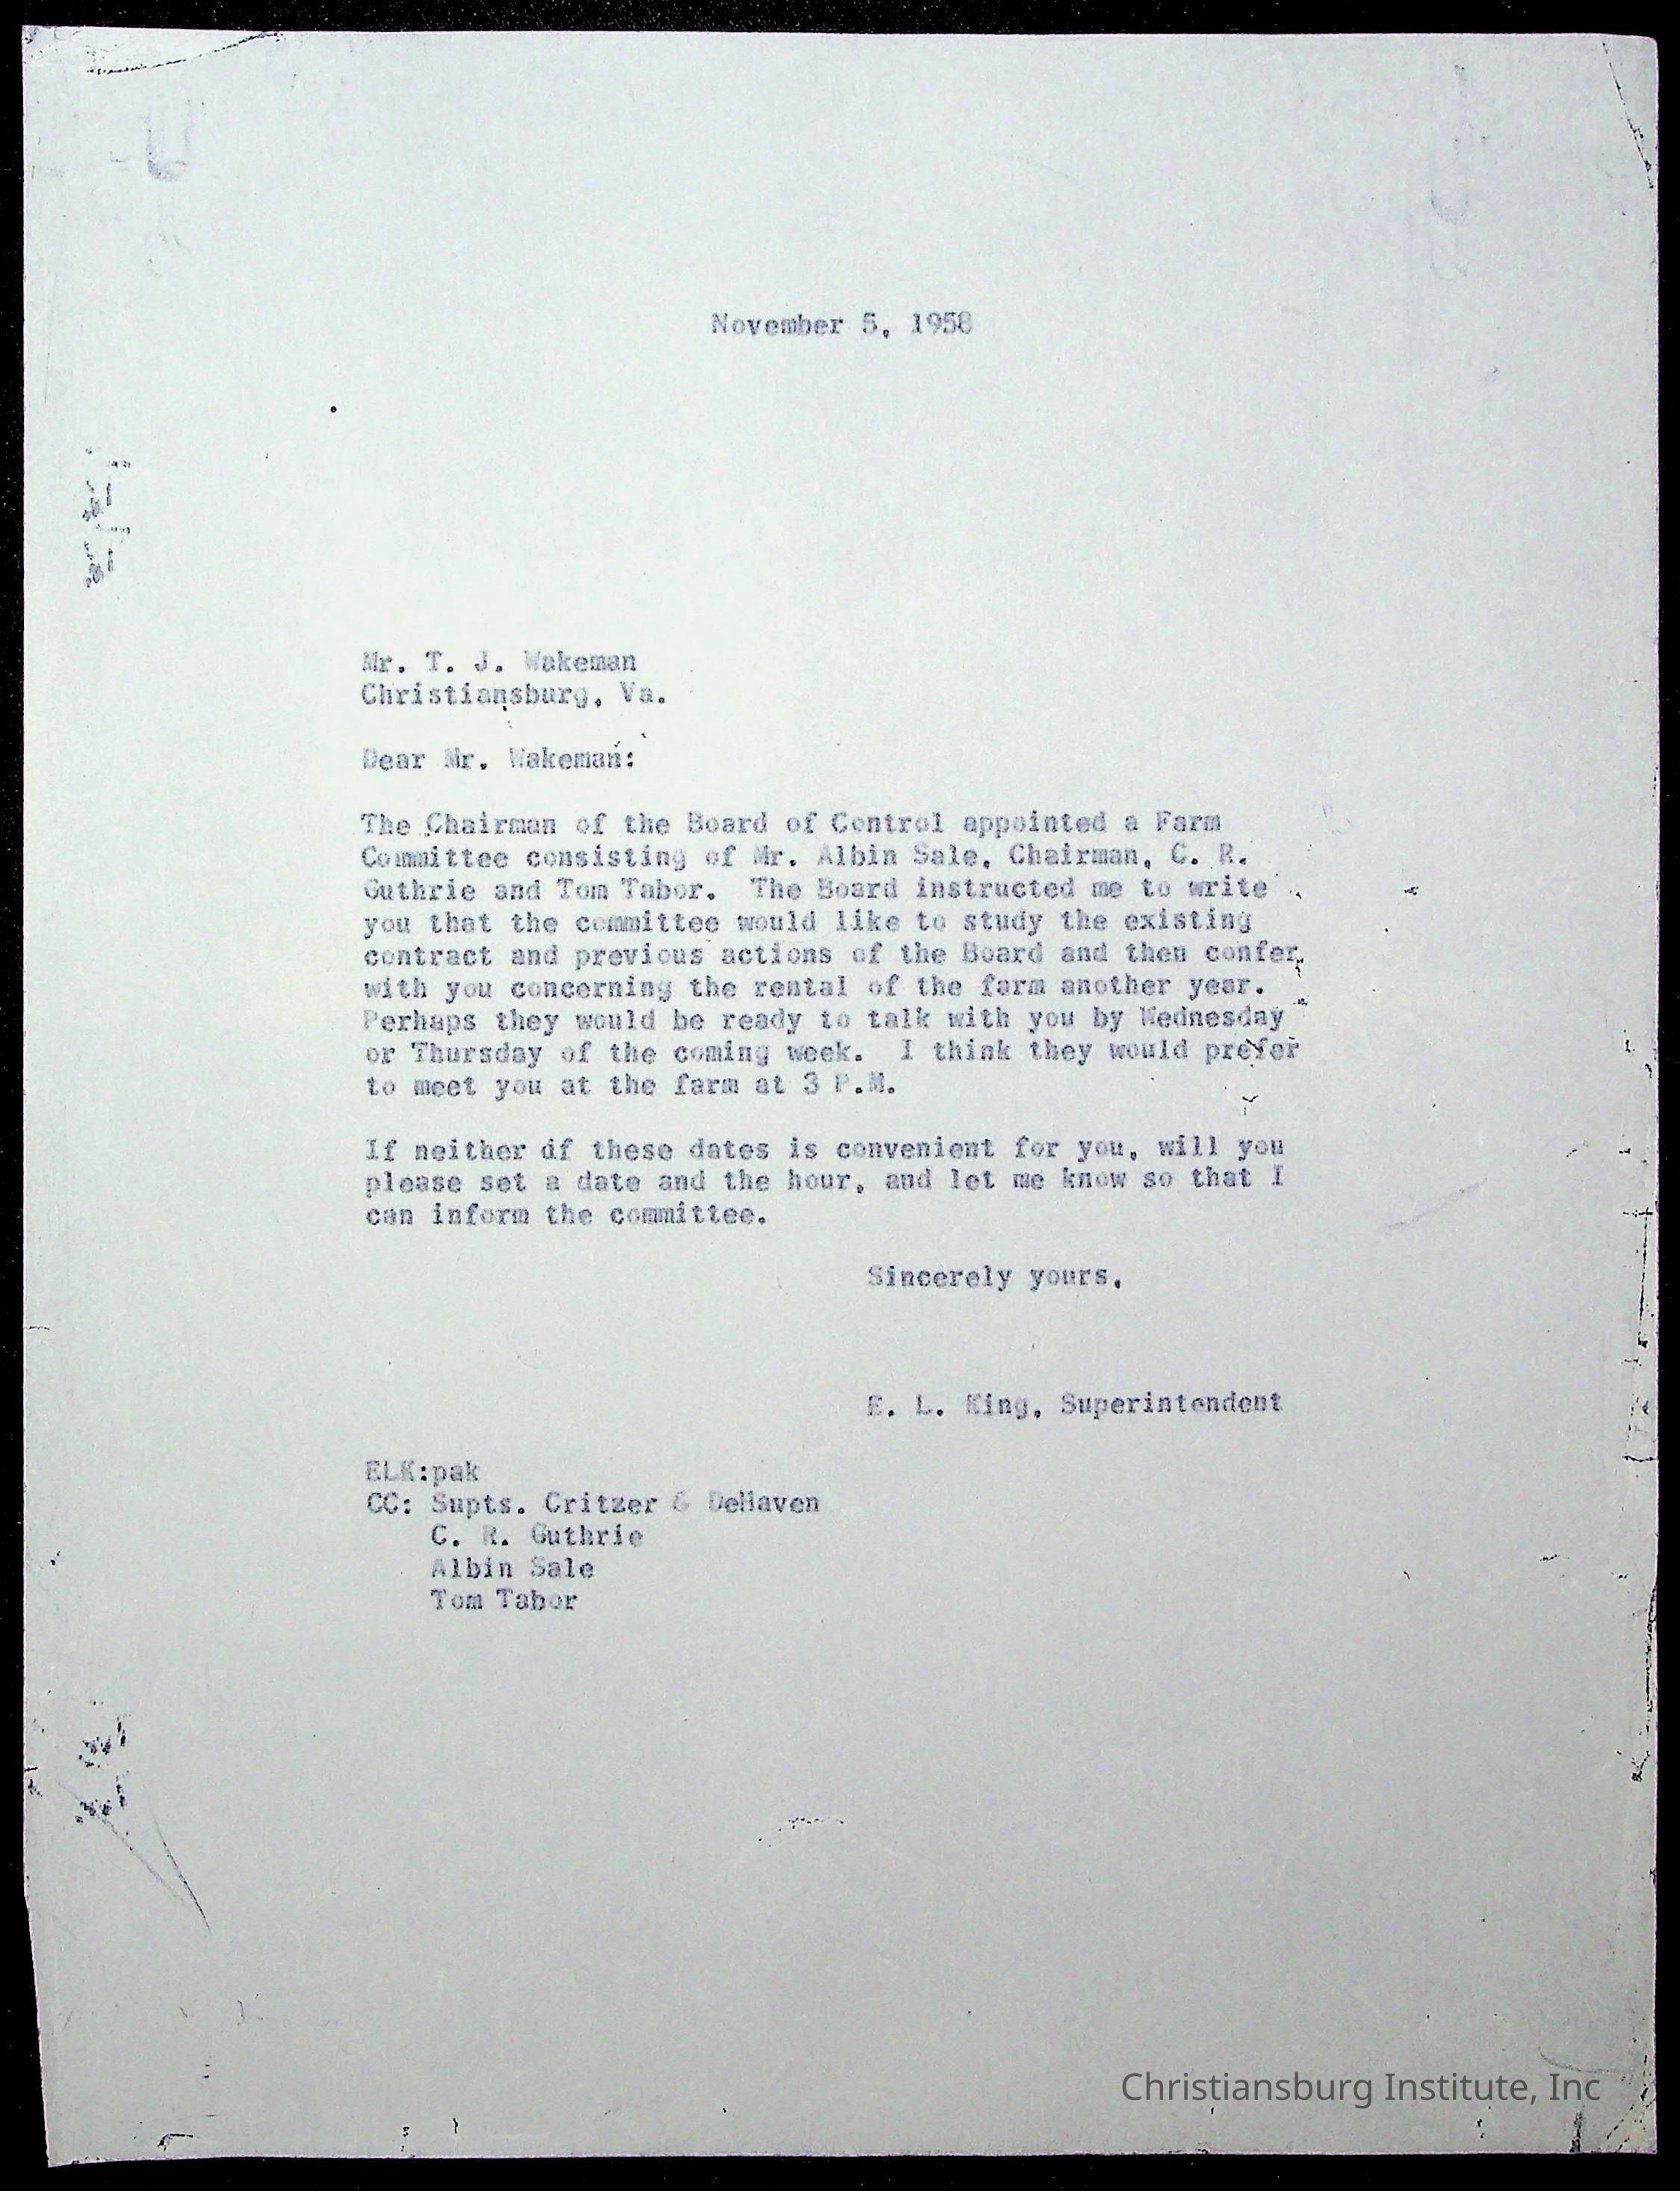 November 5, 1958
Mr. T. J. Wakeman
Christiansburg, Va.
Dear Mr. Wakeman:
The Chairman of the Board of Control appointed a Farm
Committee consisting of Mr. Albin Sale, Chairman, C. R.
Guthrie and Tom Tabor. The Board instructed me to write
you that the committee would like to study the existing
contract and previous actions of the Board and then confer
with you concerning the rental of the farm another year.
Perhaps they would be ready to talk with you by Wednesday
or Thursday of the coming week. I think they would prefer
to meet you at the farm at 3 P.M.
If neither df these dates is convenient for you, will you
please set a date and the hour, and let me know so that I
can inform the committee.
Sincerely yours,
E. L. King, Superintendent
ELK:pak
CC: Supts. Critzer & DeHaven
C. R. Guthrie
Albin Sale
Tom Tabor
Christiansburg Institute, Inc